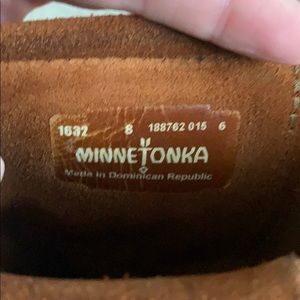 1632 8 188762 015 6
MINNETONKA
Made in Dominican Republic